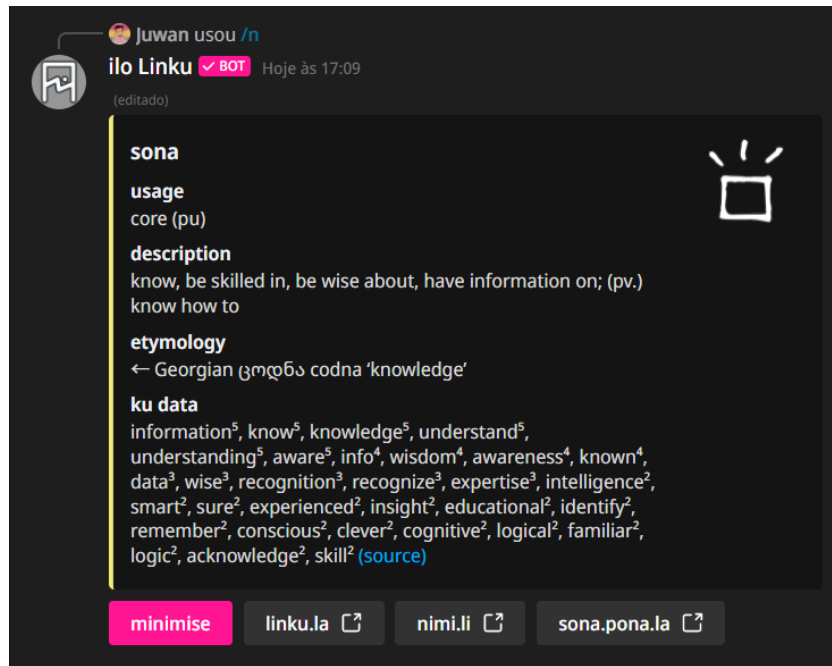 Juwan usou /n
ilo Linku ✓ BOT Hoje às 17:09
(editado)
sona
usage
core (pu)
description
know, be skilled in, be wise about, have information on; (pv.)
know how to
etymology
← Georgian ცოდნა codna ‘knowledge’
ku data
information⁵, know⁵, knowledge⁵, understand⁵,
understanding⁵, aware⁵, info⁴, wisdom⁴, awareness⁴, known⁴,
data³, wise³, recognition³, recognize³, expertise³, intelligence²,
smart², sure², experienced², insight², educational², identify²,
remember², conscious², clever², cognitive², logical², familiar²,
logic², acknowledge², skill² (source)
minimise linku.la nimi.li sona.pona.la